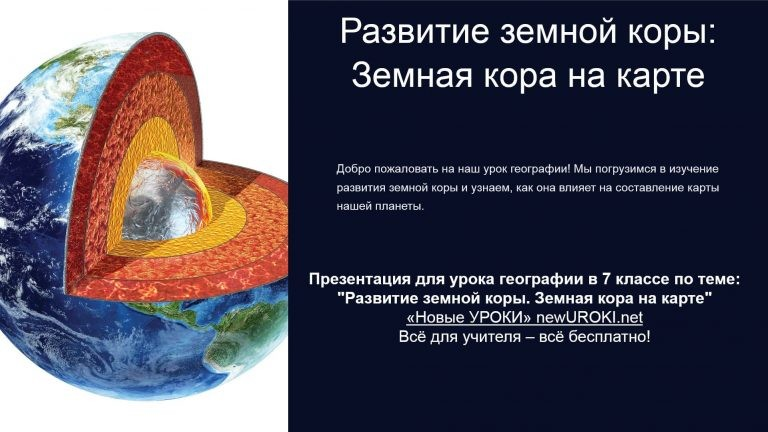 Развитие земной коры:
Земная кора на карте
Добро пожаловать на наш урок географии! Мы погрузимся в изучение
развития земной коры и узнаем, как она влияет на составление карты
нашей планеты.
Презентация для урока географии в 7 классе по теме:
"Развитие земной коры. Земная кора на карте"
«Новые УРОКИ» newUROKI.net
Всё для учителя – всё бесплатно!